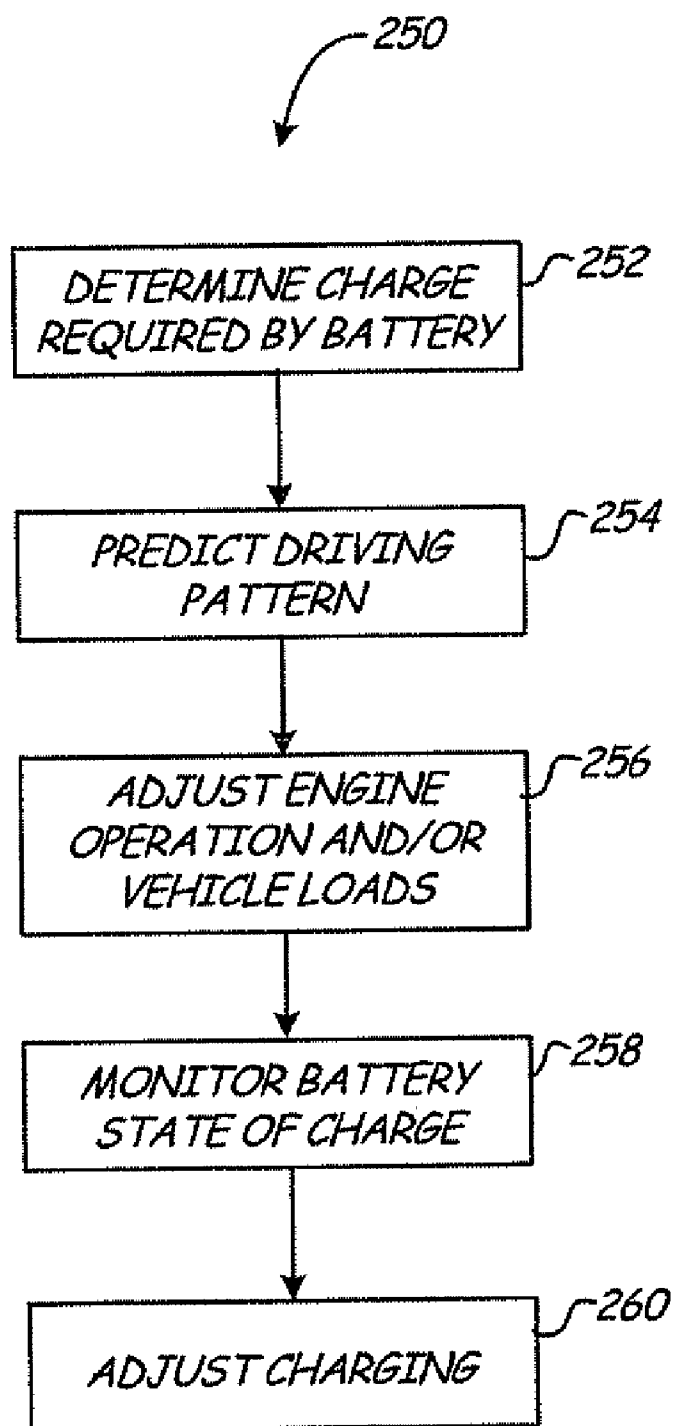 250
252
DETERMINE CHARGE
REQUIRED BY BATTERY
254
PREDICT DRIVING
PATTERN
256
ADJUST ENGINE
OPERATION AND/OR
VEHICLE LOADS
258
MONITOR BATTERY
STATE OF CHARGE
260
ADJUST CHARGING